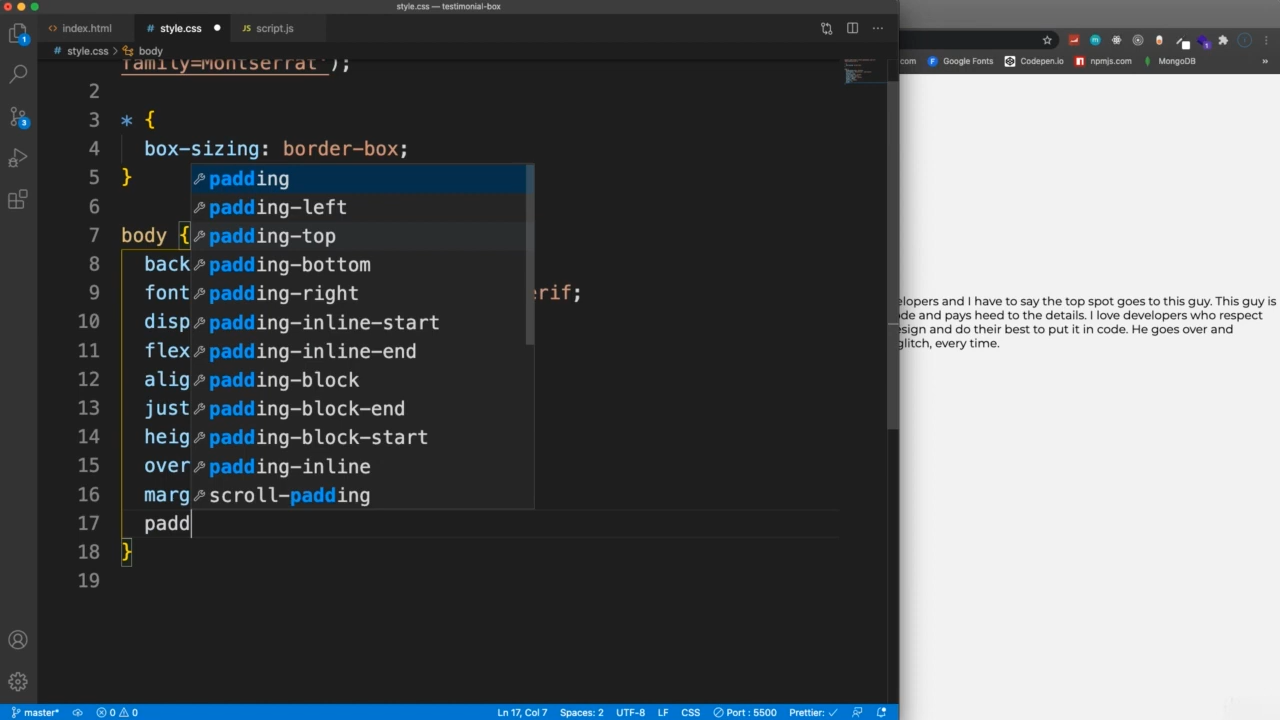 style.css — testimonial-box
index.html
style.css
JS script.js
# style.css > body
family=Montserrat');
2
3 * {
4 box-sizing: border-box;
5 }
6
7 body {
8 back
9 font erif;
10 disp
11 flex
12 alig
13 just
14 heig
15 over
16 marg
17 padd
18 }
19
padding
padding-left
padding-top
padding-bottom
padding-right
padding-inline-start
padding-inline-end
padding-block
padding-block-end
padding-block-start
padding-inline
scroll-padding
com Google Fonts Codepen.io npmjs.com MongoDB »
elopers and I have to say the top spot goes to this guy. This guy is
ode and pays heed to the details. I love developers who respect
esign and do their best to put it in code. He goes over and
glitch, every time.
master* 0 0 Ln 17, Col 7 Spaces: 2 UTF-8 LF CSS Port : 5500 Prettier: ✓